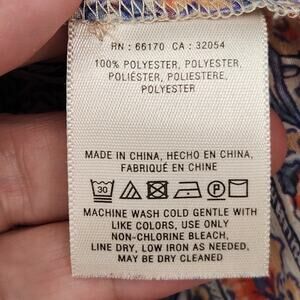 RN : 66170 CA : 32054
100% POLYESTER, POLYESTER,
POLIÉSTER, POLIESTERE,
POLYESTER
MADE IN CHINA, HECHO EN CHINA,
FABRIQUÉ EN CHINE
30 P
MACHINE WASH COLD GENTLE WITH
LIKE COLORS, USE ONLY
NON-CHLORINE BLEACH,
LINE DRY, LOW IRON AS NEEDED,
MAY BE DRY CLEANED